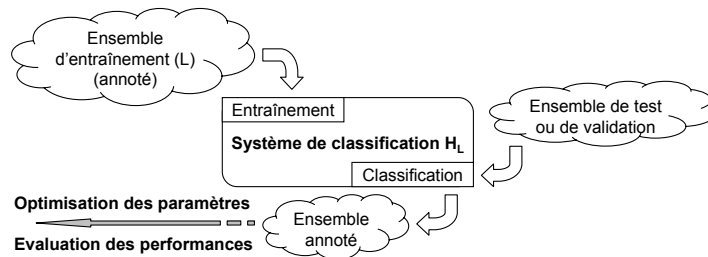 Ensemble
d'entraînement (L)
(annoté)
Entraînement
Système de classification H_L
Classification
Ensemble de test
ou de validation
Optimisation des paramètres
Evaluation des performances
Ensemble
annoté